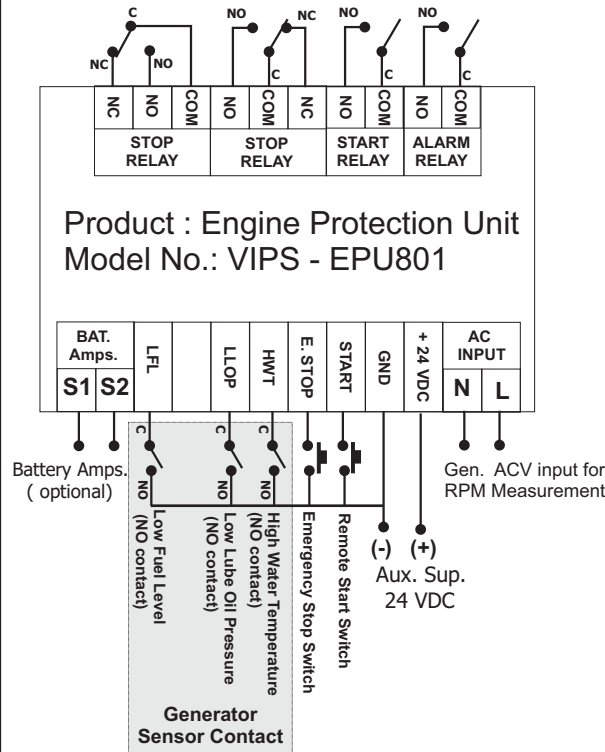 C
NC
NO
NO
NC
C
NO
C
NO
C
NC
NO
COM
NO
COM
NC
NO
COM
NO
COM
STOP
RELAY
STOP
RELAY
START
RELAY
ALARM
RELAY
Product : Engine Protection Unit
Model No.: VIPS - EPU801
BAT.
Amps.
S1
S2
LFL
LLOP
HWT
E. STOP
START
GND
+ 24 VDC
AC
INPUT
N
L
C
C
C
NO
NO
NO
Battery Amps.
( optional)
Low Fuel Level
(NO contact)
Low Lube Oil Pressure
(NO contact)
High Water Temperature
(NO contact)
Emergency Stop Switch
Remote Start Switch
(-)
(+)
Aux. Sup.
24 VDC
Gen. ACV input for
RPM Measurement
Generator
Sensor Contact